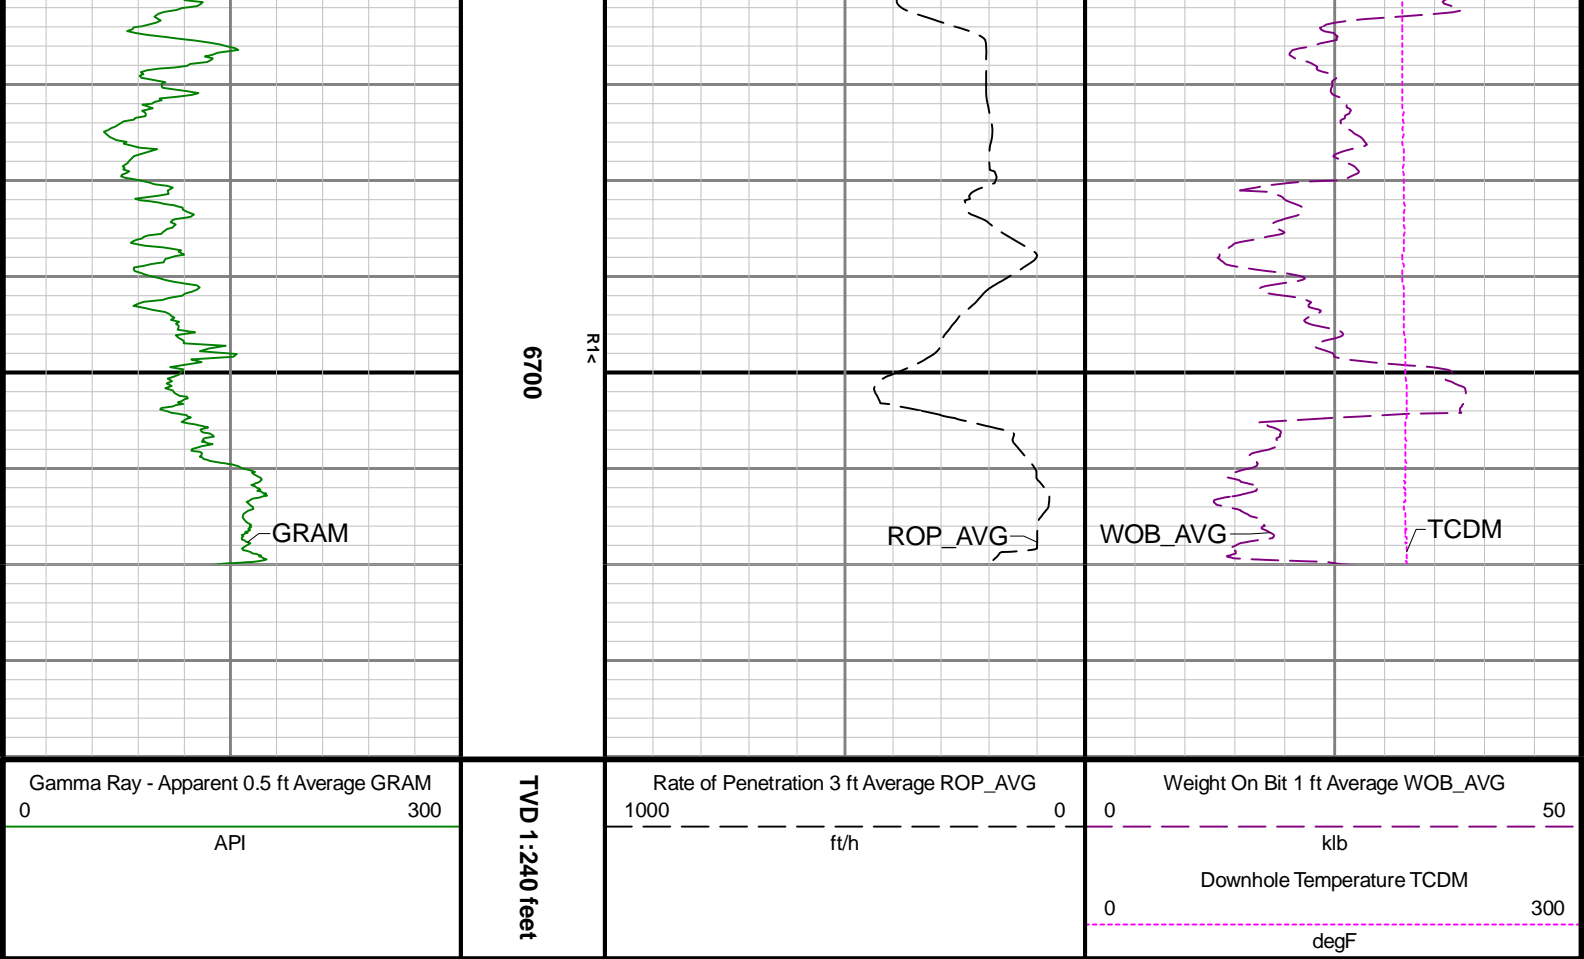 R1<
6700
GRAM
ROP_AVG
WOB_AVG
TCDM
Gamma Ray - Apparent 0.5 ft Average GRAM
0 300
API
TVD 1:240 feet
Rate of Penetration 3 ft Average ROP_AVG
1000 0
ft/h
Weight On Bit 1 ft Average WOB_AVG
0 50
klb
Downhole Temperature TCDM
0 300
degF